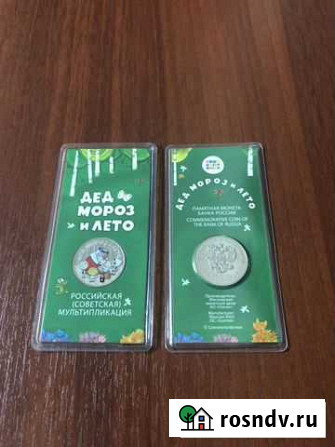 ДЕД
МОРОЗ
и ЛЕТО
РОССИЙСКАЯ
(СОВЕТСКАЯ)
МУЛЬТИПЛИКАЦИЯ
ДЕД МОРОЗ и ЛЕТО
ПАМЯТНАЯ МОНЕТА
БАНКА РОССИИ
COMMEMORATIVE COIN OF
THE BANK OF RUSSIA
rosndv.ru